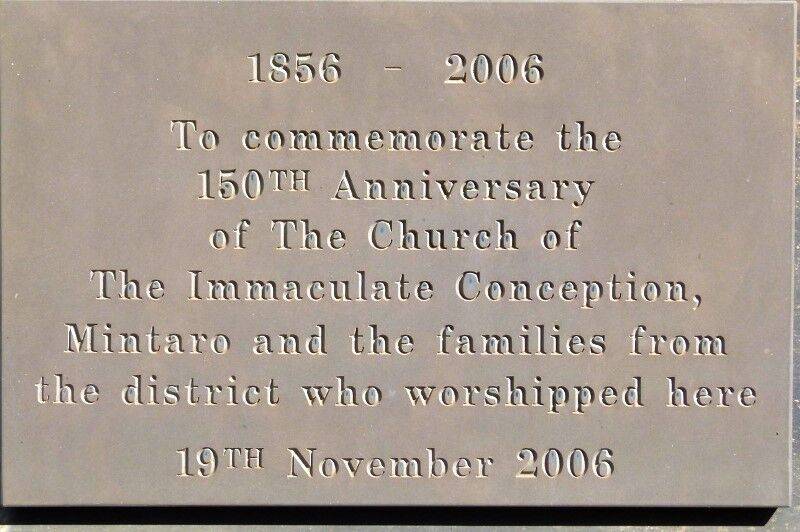 1856 - 2006
To commemorate the
150TH Anniversary
of The Church of
The Immaculate Conception,
Mintaro and the families from
the district who worshipped here
19TH November 2006